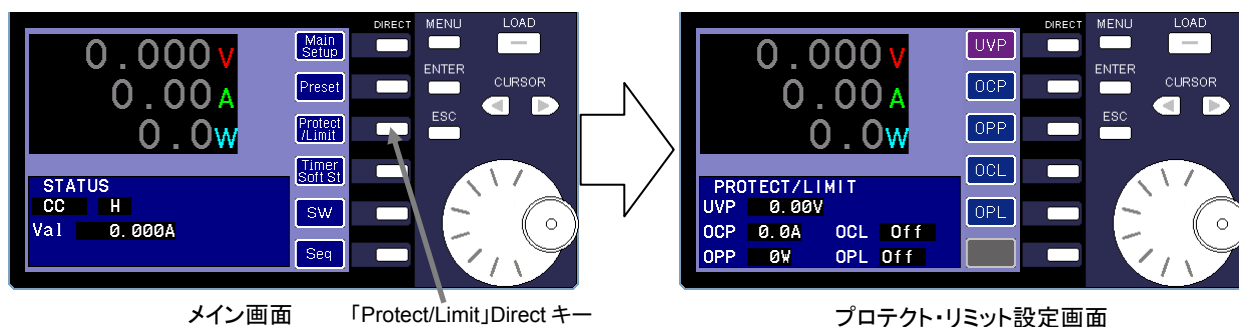 DIRECT
MENU
LOAD
0.000V
0.00A
0.0W
Main
Setup
Preset
Protect
/Limit
Timer
Soft St
SW
Seq
ENTER
CURSOR
ESC
STATUS
CC H
Val 0.000A
メイン画面
「Protect/Limit」Direct キー
DIRECT
MENU
LOAD
0.000V
0.00A
0.0W
UVP
OCP
OPP
OCL
OPL
ENTER
CURSOR
ESC
PROTECT/LIMIT
UVP 0.00V
OCP 0.0A OCL Off
OPP 0W OPL Off
プロテクト・リミット設定画面